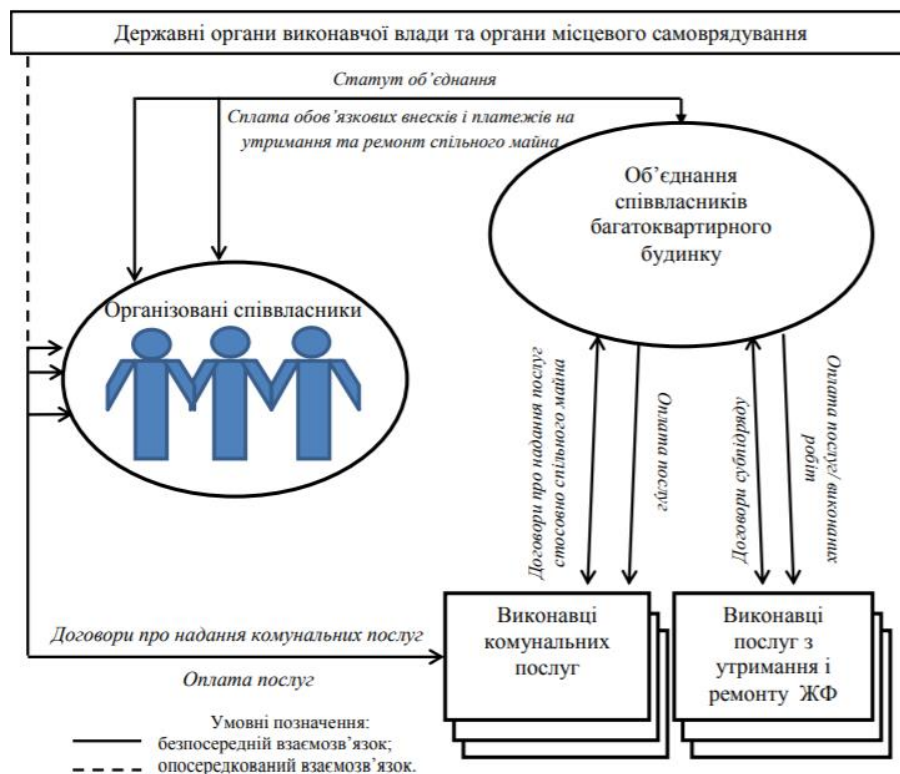 Державні органи виконавчої влади та органи місцевого самоврядування
Статут об’єднання
Сплата обов’язкових внесків і платежів на
утримання та ремонт спільного майна
Об’єднання
співвласників
багатоквартирного
будинку
Організовані співвласники
Договори про надання послуг
стосовно спільного майна
Оплата послуг
Договори субпідряду
Оплата послуг/ виконаних
робіт
Договори про надання комунальних послуг
Оплата послуг
Виконавці
комунальних
послуг
Виконавці
послуг з
утримання і
ремонту ЖФ
Умовні позначення:
безпосередній взаємозв’язок;
опосередкований взаємозв’язок.